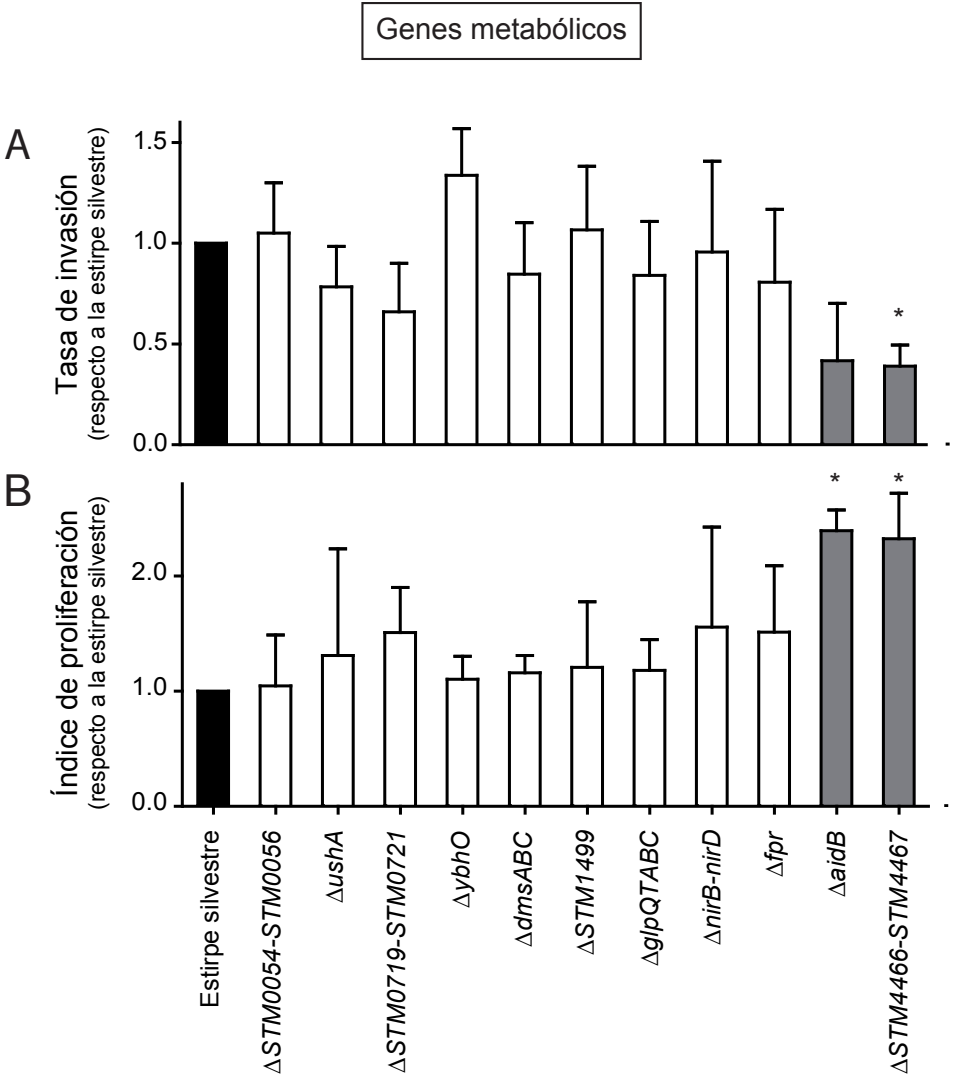 Genes metabólicos
A
Tasa de invasión
(respecto a la estirpe silvestre)
1.5
1.0
0.5
0.0
*
B
Índice de proliferación
(respecto a la estirpe silvestre)
2.0
1.0
0.0
*
*
Estirpe silvestre
ΔSTM0054-STM0056
ΔushA
ΔSTM0719-STM0721
ΔybhO
ΔdmsABC
ΔSTM1499
ΔglpQTABC
ΔnirB-nirD
Δfpr
ΔaidB
ΔSTM4466-STM4467